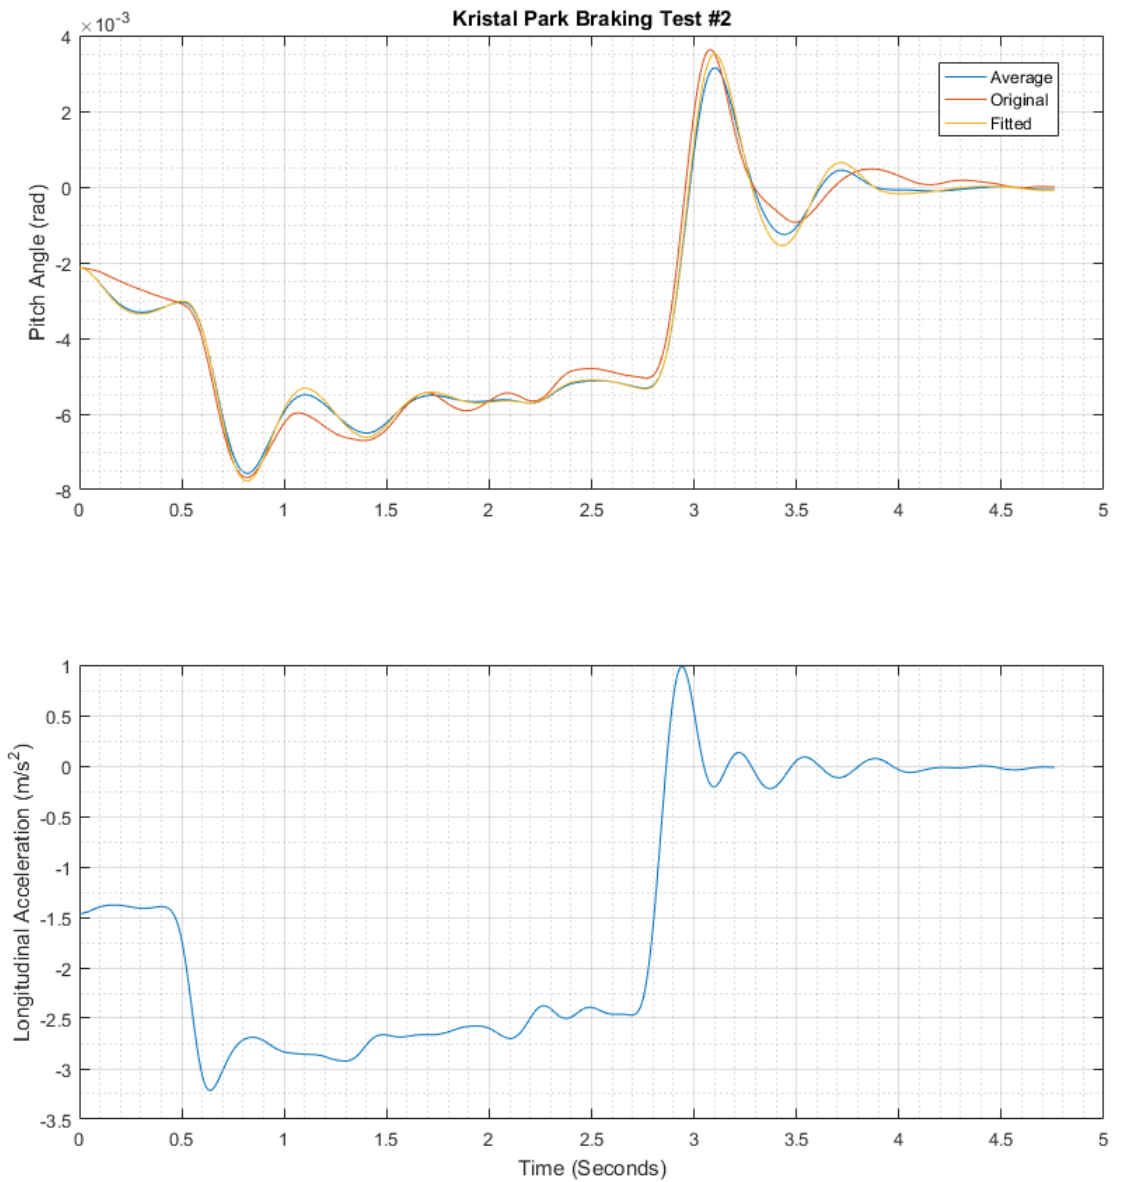 Kristal Park Braking Test #2
×10⁻³
4
2
0
-2
-4
-6
-8
Pitch Angle (rad)
Average
Original
Fitted
0 0.5 1 1.5 2 2.5 3 3.5 4 4.5 5
1
0.5
0
-0.5
-1
-1.5
-2
-2.5
-3
-3.5
Longitudinal Acceleration (m/s²)
0 0.5 1 1.5 2 2.5 3 3.5 4 4.5 5
Time (Seconds)